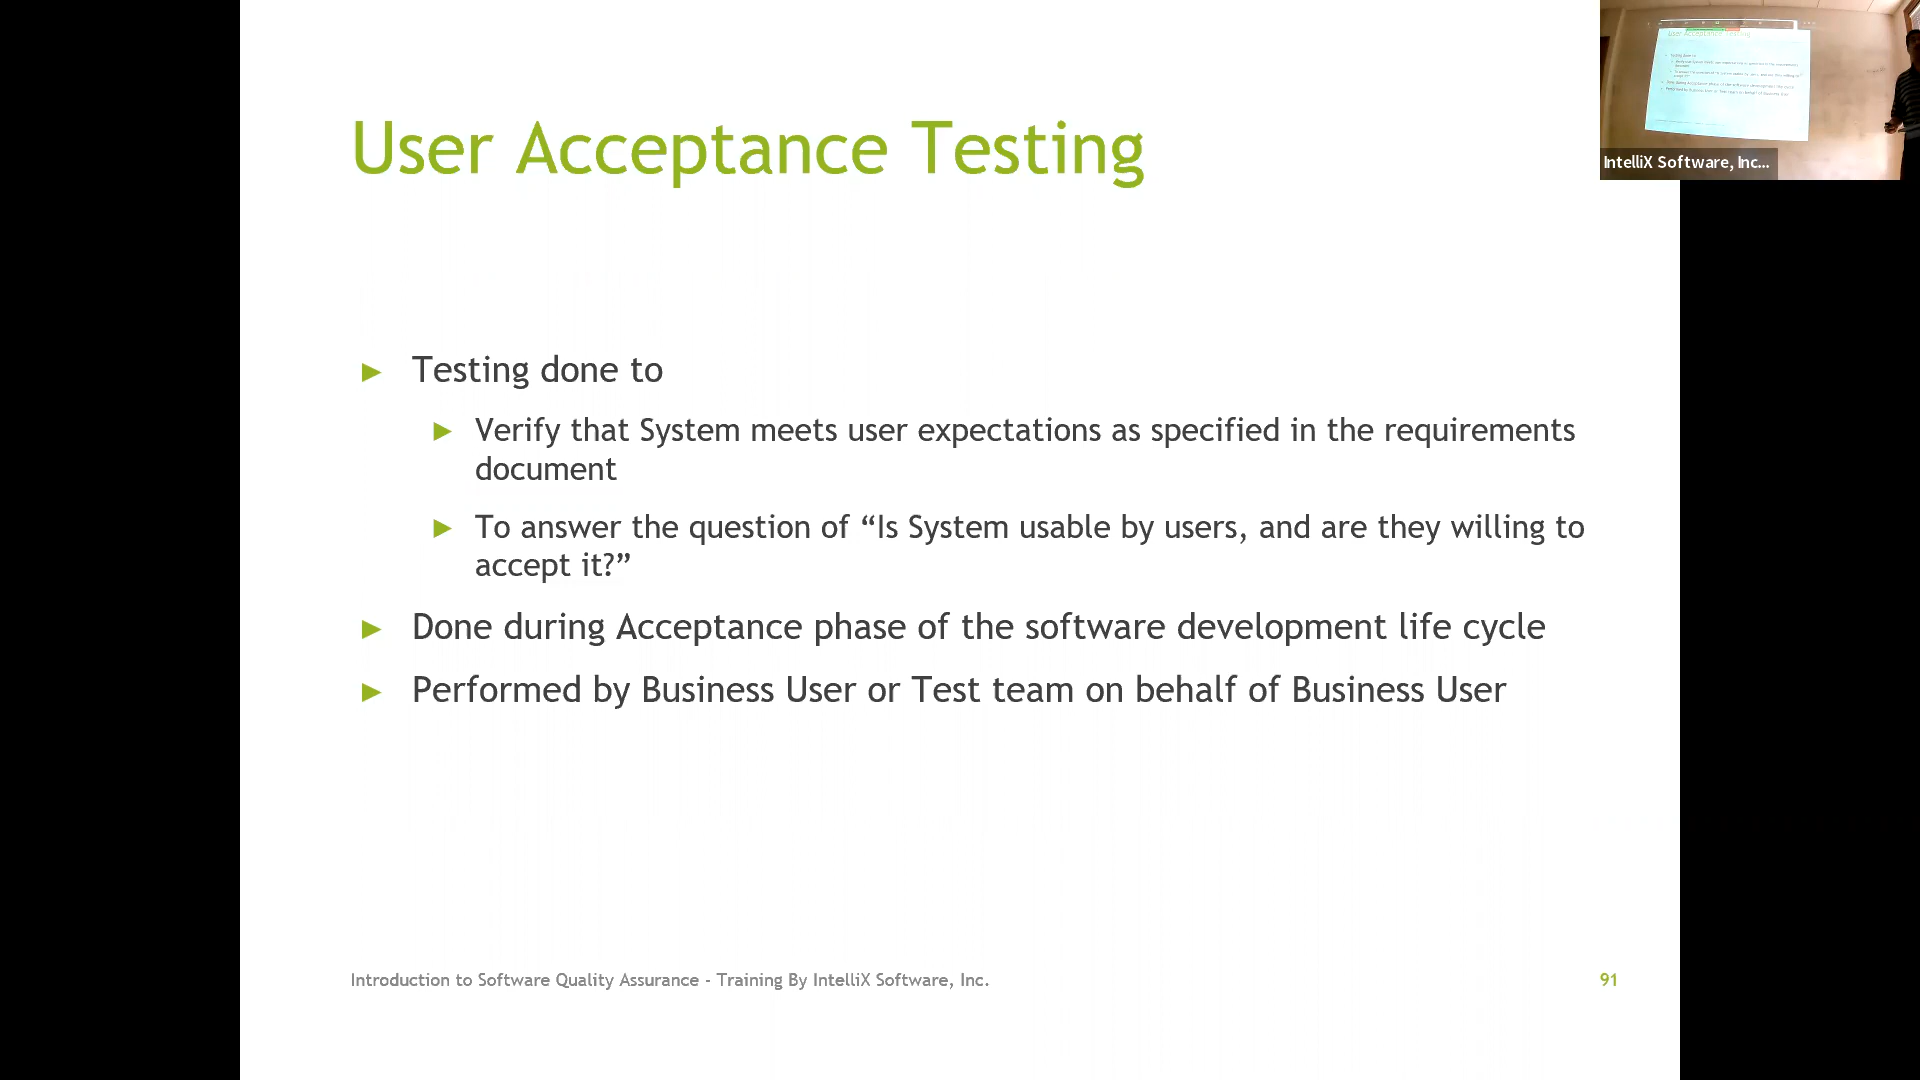 User Acceptance Testing
► Testing done to
► Verify that System meets user expectations as specified in the requirements
document
► To answer the question of “Is System usable by users, and are they willing to
accept it?”
► Done during Acceptance phase of the software development life cycle
► Performed by Business User or Test team on behalf of Business User
Introduction to Software Quality Assurance - Training By IntelliX Software, Inc.
91
User Acceptance Testing
IntelliX Software, Inc...